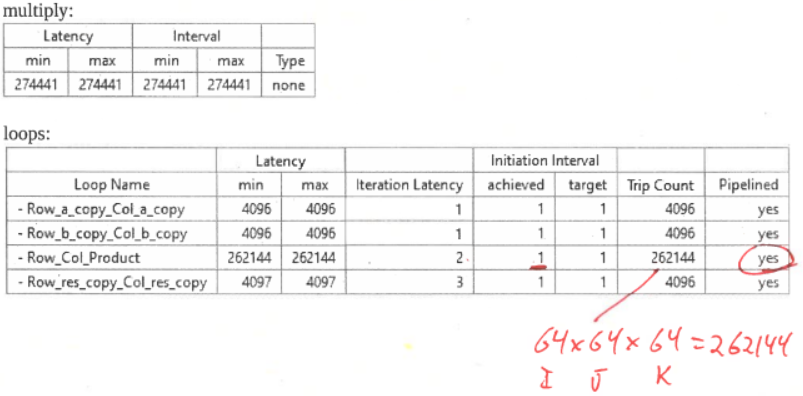 multiply:
Latency Interval
min max min max Type
274441 274441 274441 274441 none
loops:
Latency Initiation Interval
Loop Name min max Iteration Latency achieved target Trip Count Pipelined
- Row_a_copy_Col_a_copy 4096 4096 1 1 1 4096 yes
- Row_b_copy_Col_b_copy 4096 4096 1 1 1 4096 yes
- Row_Col_Product 262144 262144 2 1 1 262144 yes
- Row_res_copy_Col_res_copy 4097 4097 3 1 1 4096 yes
64 x 64 x 64 = 262144
I J K